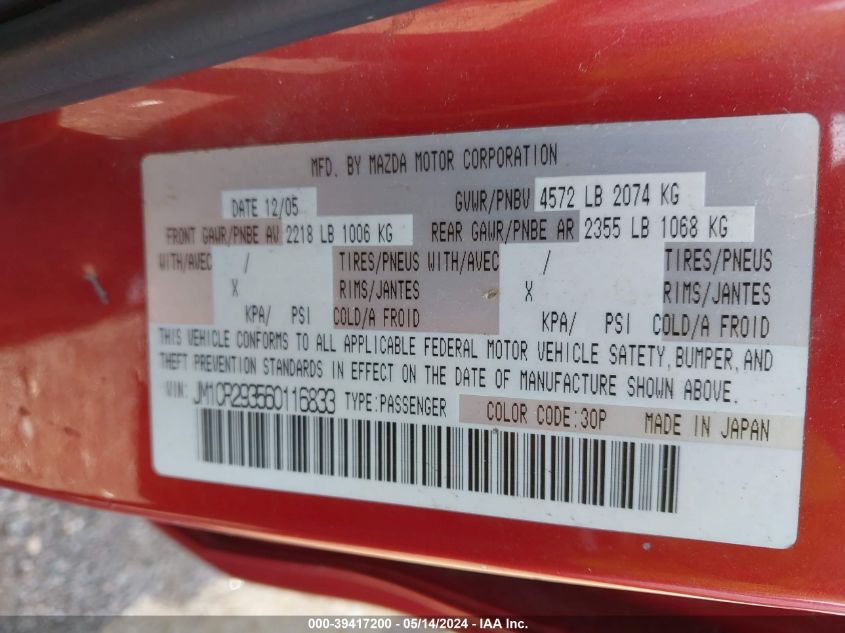 MFD. BY MAZDA MOTOR CORPORATION
DATE 12/05 GVWR/PNBV 4572 LB 2074 KG
FRONT GAWR/PNBE AV 2218 LB 1006 KG REAR GAWR/PNBE AR 2355 LB 1068 KG
WITH/AVEC / TIRES/PNEUS WITH/AVEC / TIRES/PNEUS
X RIMS/JANTES X RIMS/JANTES
KPA/ PSI COLD/A FROID KPA/ PSI COLD/A FROID
THIS VEHICLE CONFORMS TO ALL APPLICABLE FEDERAL MOTOR VEHICLE SATETY, BUMPER, AND
THEFT PREVENTION STANDARDS IN EFFECT ON THE DATE OF MANUFACTURE SHOWN ABOVE.
VIN: JM1CR293560116833 TYPE:PASSENGER COLOR CODE:30P MADE IN JAPAN
000-39417200 - 05/14/2024 - IAAI.com